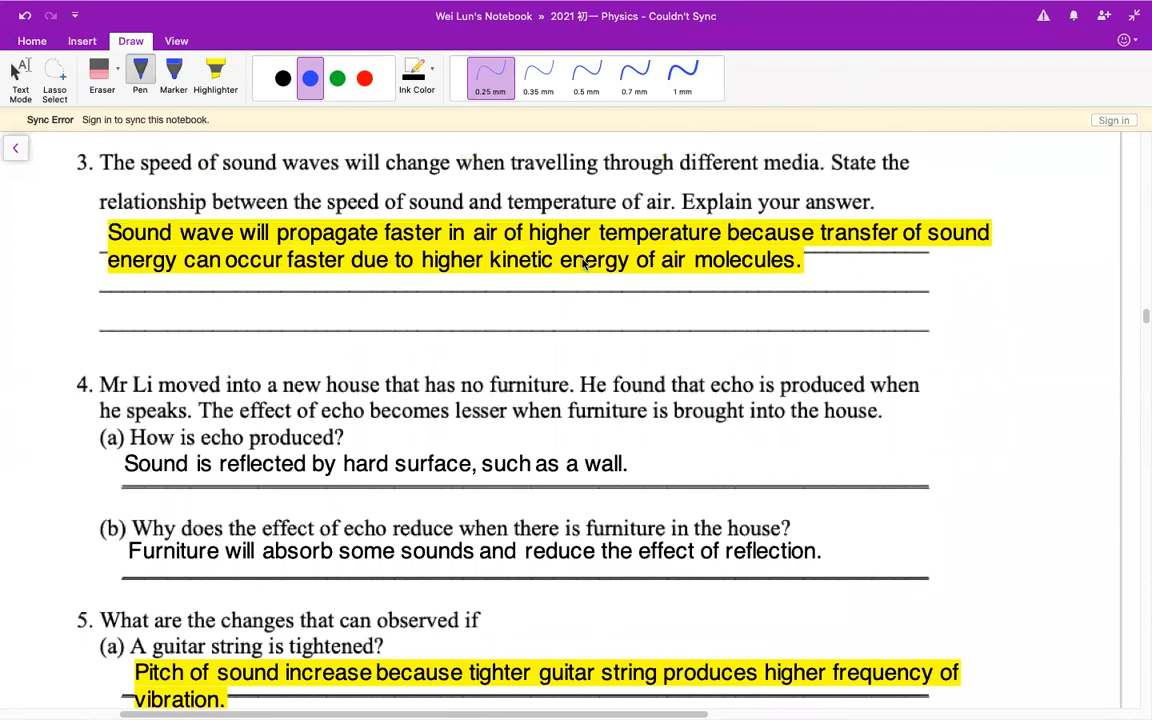 Wei Lun's Notebook » 2021 初一 Physics - Couldn't Sync
Home Insert Draw View
Text Mode
Lasso Select
Eraser
Pen
Marker
Highlighter
Ink Color
0.25 mm
0.35 mm
0.5 mm
0.7 mm
1 mm
Sync Error Sign in to sync this notebook.
Sign in
3. The speed of sound waves will change when travelling through different media. State the
relationship between the speed of sound and temperature of air. Explain your answer.
Sound wave will propagate faster in air of higher temperature because transfer of sound
energy can occur faster due to higher kinetic energy of air molecules.
4. Mr Li moved into a new house that has no furniture. He found that echo is produced when
he speaks. The effect of echo becomes lesser when furniture is brought into the house.
(a) How is echo produced?
Sound is reflected by hard surface, such as a wall.
(b) Why does the effect of echo reduce when there is furniture in the house?
Furniture will absorb some sounds and reduce the effect of reflection.
5. What are the changes that can observed if
(a) A guitar string is tightened?
Pitch of sound increase because tighter guitar string produces higher frequency of
vibration.